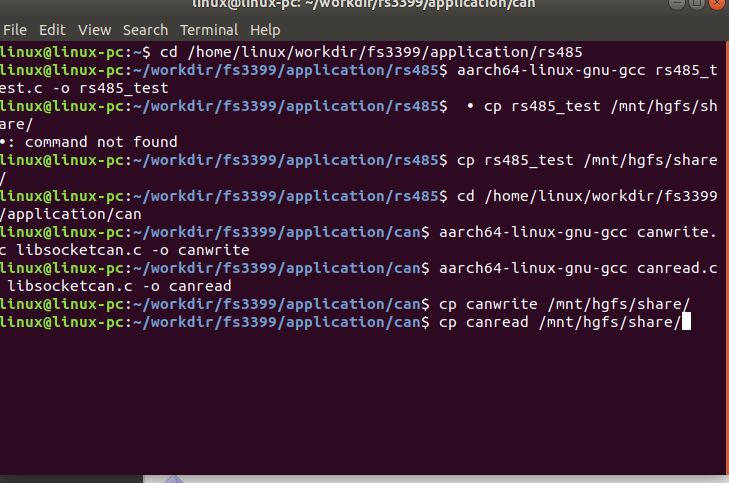 linux@linux-pc: ~/workdir/fs3399/application/can
File Edit View Search Terminal Help
linux@linux-pc:~$ cd /home/linux/workdir/fs3399/application/rs485
linux@linux-pc:~/workdir/fs3399/application/rs485$ aarch64-linux-gnu-gcc rs485_t
est.c -o rs485_test
linux@linux-pc:~/workdir/fs3399/application/rs485$  • cp rs485_test /mnt/hgfs/sh
are/
•: command not found
linux@linux-pc:~/workdir/fs3399/application/rs485$ cp rs485_test /mnt/hgfs/share
/
linux@linux-pc:~/workdir/fs3399/application/rs485$ cd /home/linux/workdir/fs3399
/application/can
linux@linux-pc:~/workdir/fs3399/application/can$ aarch64-linux-gnu-gcc canwrite.
c libsocketcan.c -o canwrite
linux@linux-pc:~/workdir/fs3399/application/can$ aarch64-linux-gnu-gcc canread.c
 libsocketcan.c -o canread
linux@linux-pc:~/workdir/fs3399/application/can$ cp canwrite /mnt/hgfs/share/
linux@linux-pc:~/workdir/fs3399/application/can$ cp canread /mnt/hgfs/share/